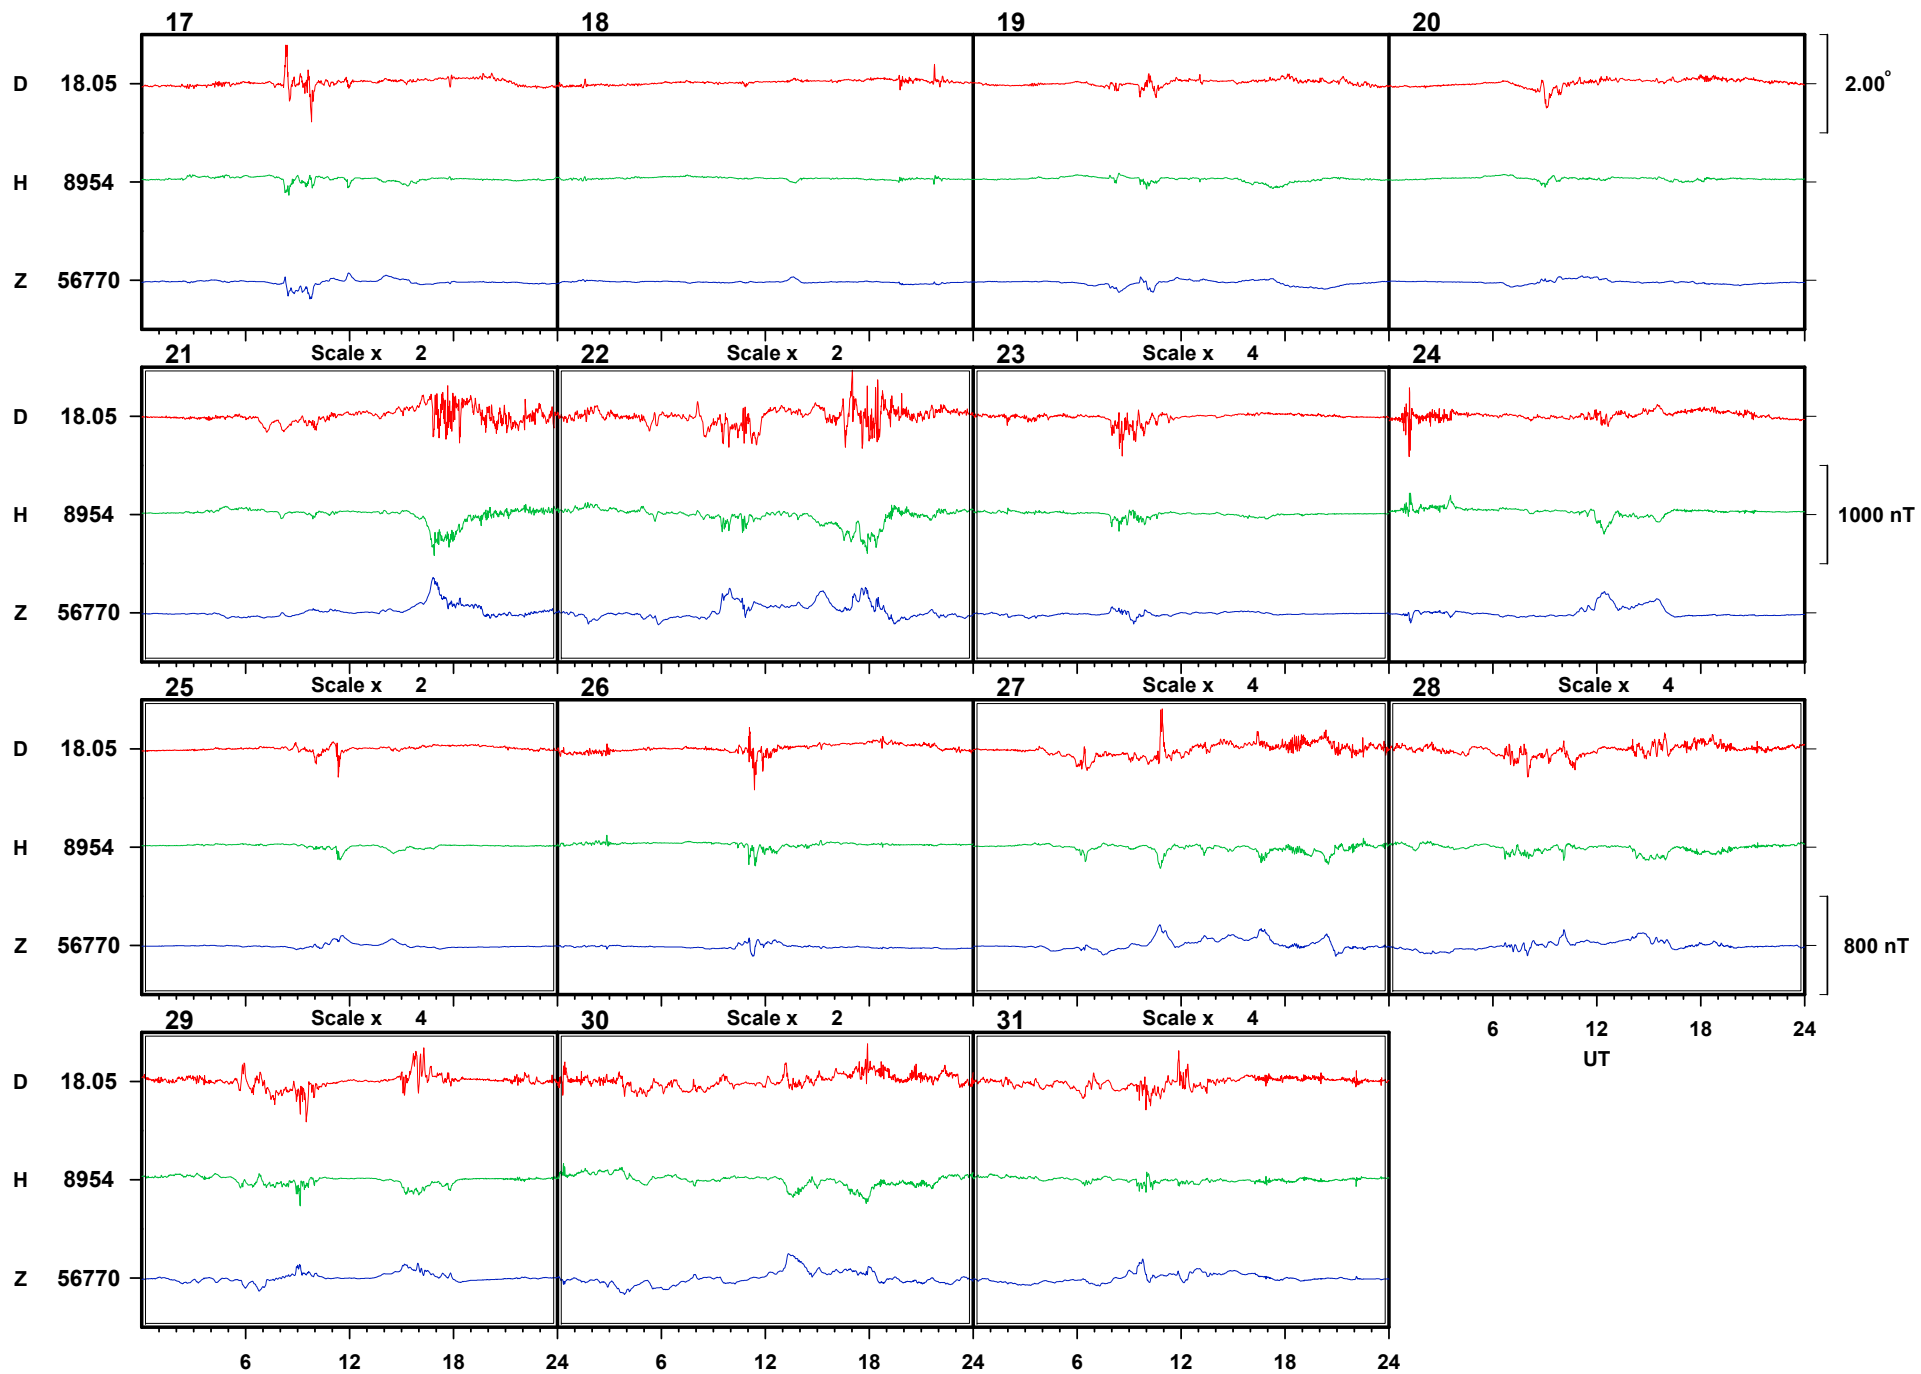 17 18 19 20
D 18.05 2.00°
H 8954
Z 56770
21 Scale x 2 22 Scale x 2 23 Scale x 4 24
D 18.05
H 8954 1000 nT
Z 56770
25 Scale x 2 26 27 Scale x 4 28 Scale x 4
D 18.05
H 8954
Z 56770 800 nT
29 Scale x 4 30 Scale x 2 31 Scale x 4 6 12 18 24
UT
D 18.05
H 8954
Z 56770
6 12 18 24 6 12 18 24 6 12 18 24